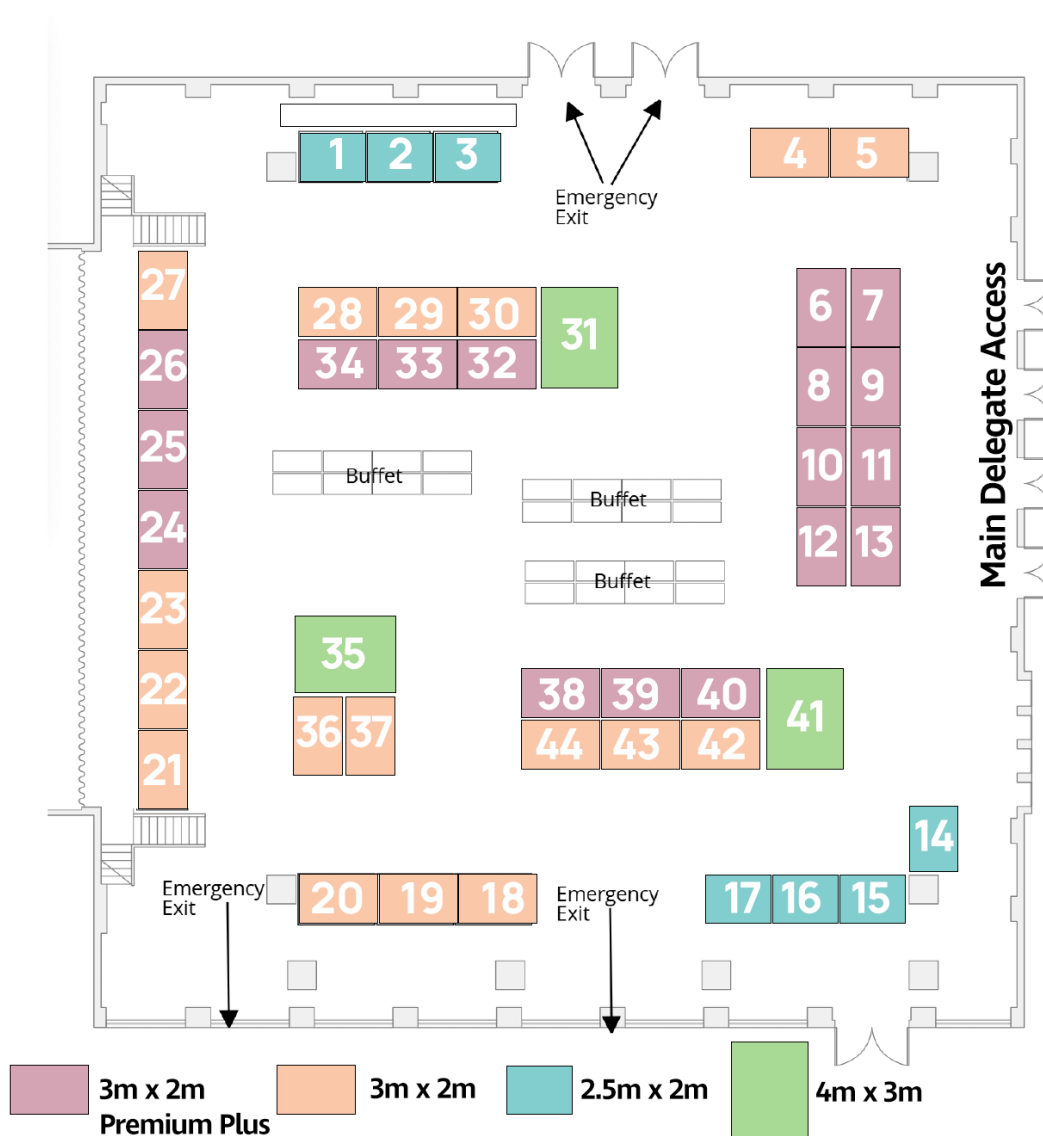 1 2 3
4 5
Emergency
Exit
Main Delegate Access
6 7
27
28 29 30
31
26
34 33 32
8 9
25
10 11
Buffet
Buffet
24
12 13
Buffet
23
35
22
38 39 40
41
36 37
44 43 42
21
14
Emergency
Exit
20 19 18
Emergency
Exit
17 16 15
3m x 2m
Premium Plus
3m x 2m
2.5m x 2m
4m x 3m